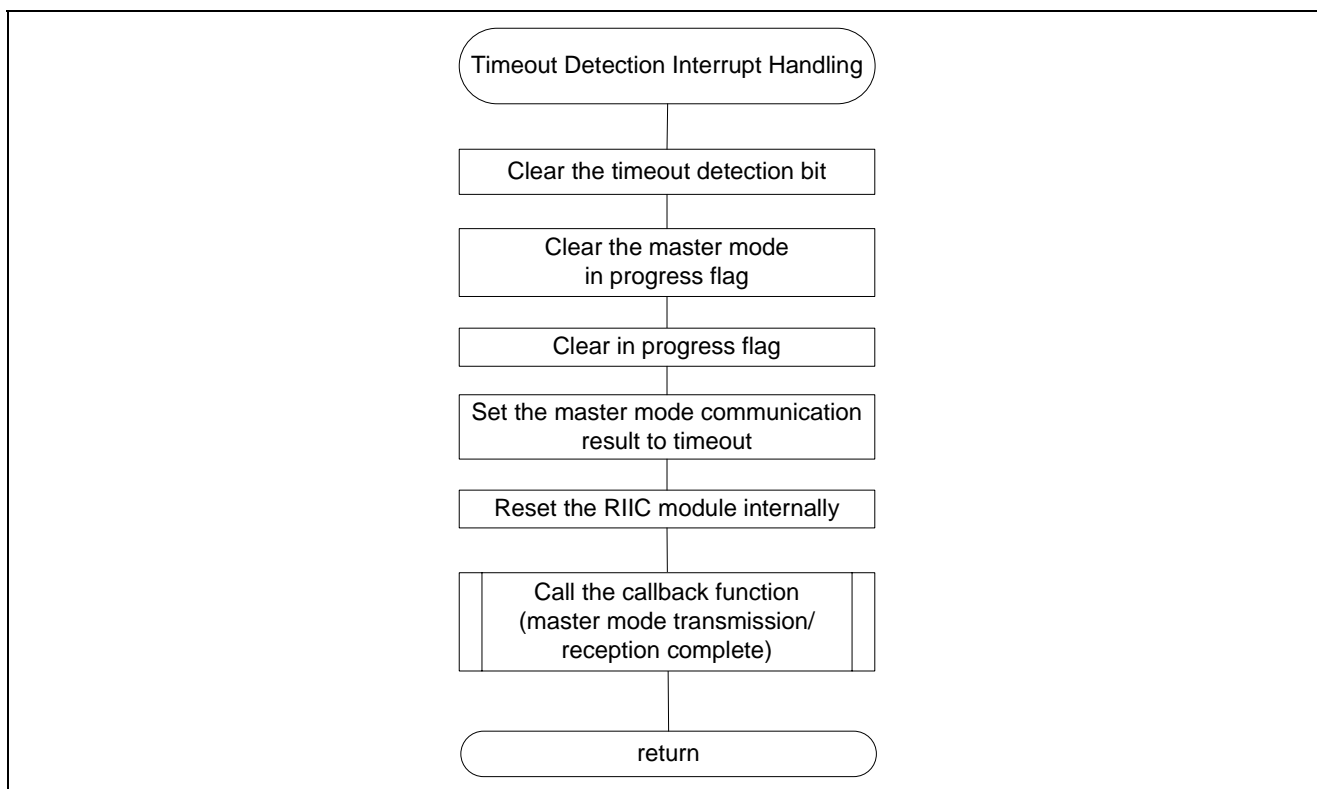 Timeout Detection Interrupt Handling
Clear the timeout detection bit
Clear the master mode
in progress flag
Clear in progress flag
Set the master mode communication
result to timeout
Reset the RIIC module internally
Call the callback function
(master mode transmission/
reception complete)
return